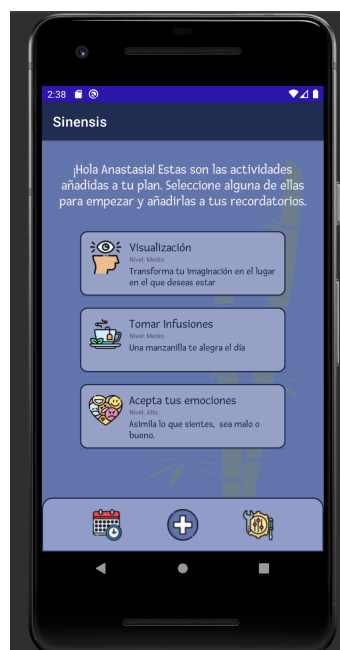 2:38
Sinensis
¡Hola Anastasia! Estas son las actividades
añadidas a tu plan. Seleccione alguna de ellas
para empezar y añadirlas a tus recordatorios.
Visualización
Nivel: Medio
Transforma tu imaginación en el lugar
en el que deseas estar
Tomar Infusiones
Nivel: Medio
Una manzanilla te alegra el día
Acepta tus emociones
Nivel: Alto
Asimila lo que sientes, sea malo o
bueno.